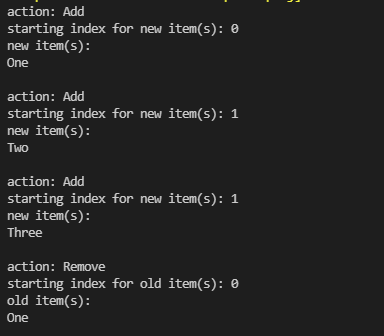 action: Add
starting index for new item(s): 0
new item(s):
One
action: Add
starting index for new item(s): 1
new item(s):
Two
action: Add
starting index for new item(s): 1
new item(s):
Three
action: Remove
starting index for old item(s): 0
old item(s):
One